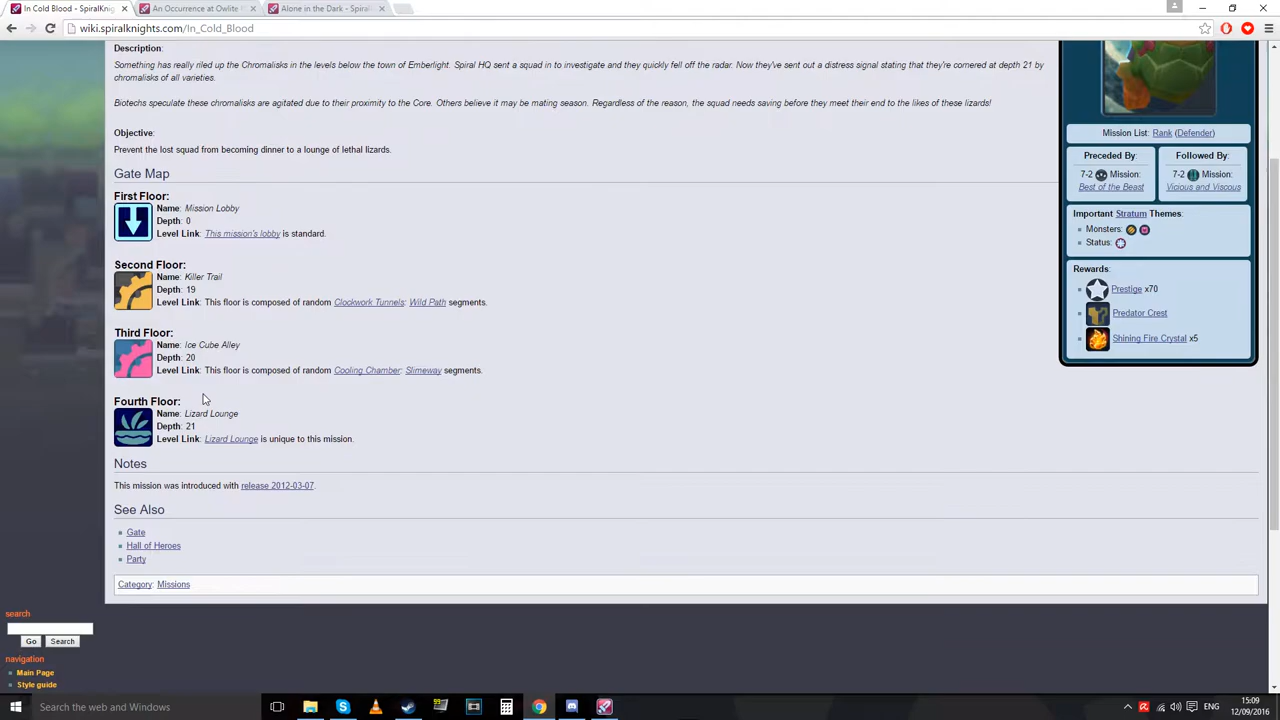 In Cold Blood - SpiralKnig
An Occurrence at Owlite
Alone in the Dark - SpiralK
wiki.spiralknights.com/In_Cold_Blood
Description:
Something has really riled up the Chromalisks in the levels below the town of Emberlight. Spiral HQ sent a squad in to investigate and they quickly fell off the radar. Now they've sent out a distress signal stating that they're cornered at depth 21 by
chromalisks of all varieties.
Biotechs speculate these chromalisks are agitated due to their proximity to the Core. Others believe it may be mating season. Regardless of the reason, the squad needs saving before they meet their end to the likes of these lizards!
Objective:
Prevent the lost squad from becoming dinner to a lounge of lethal lizards.
Gate Map
First Floor:
Name: Mission Lobby
Depth: 0
Level Link: This mission's lobby is standard.
Second Floor:
Name: Killer Trail
Depth: 19
Level Link: This floor is composed of random Clockwork Tunnels: Wild Path segments.
Third Floor:
Name: Ice Cube Alley
Depth: 20
Level Link: This floor is composed of random Cooling Chamber: Slimeway segments.
Fourth Floor:
Name: Lizard Lounge
Depth: 21
Level Link: Lizard Lounge is unique to this mission.
Notes
This mission was introduced with release 2012-03-07.
See Also
Gate
Hall of Heroes
Party
Category: Missions
Mission List: Rank (Defender)
Preceded By:
7-2 Mission:
Best of the Beast
Followed By:
7-2 Mission:
Vicious and Viscous
Important Stratum Themes:
Monsters:
Status:
Rewards:
Prestige x70
Predator Crest
Shining Fire Crystal x5
search
Go
Search
navigation
Main Page
Style guide
Search the web and Windows
ENG
15:09
12/09/2016